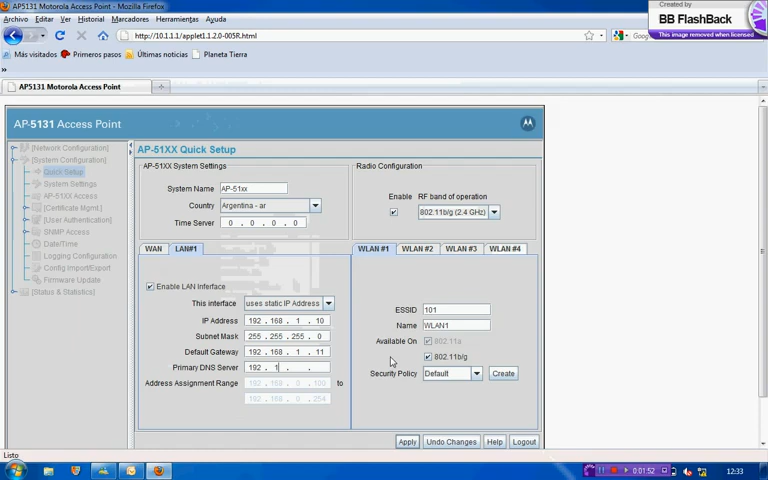 AP5131 Motorola Access Point - Mozilla Firefox
Created by
BB FlashBack
This image removed when licensed
Archivo Editar Ver Historial Marcadores Herramientas Ayuda
http://10.1.1.1/applet1.1.2.0-005R.html
Google
Más visitados Primeros pasos Últimas noticias Planeta Tierra
»
AP5131 Motorola Access Point
AP-5131 Access Point
[Network Configuration]
[System Configuration]
Quick Setup
System Settings
AP-51XX Access
[Certificate Mgmt.]
[User Authentication]
SNMP Access
Date/Time
Logging Configuration
Config Import/Export
Firmware Update
[Status & Statistics]
AP-51XX Quick Setup
AP-51XX System Settings
System Name AP-51xx
Country Argentina - ar
Time Server 0 . 0 . 0 . 0
Radio Configuration
Enable RF band of operation
802.11b/g (2.4 GHz)
WAN LAN#1
Enable LAN Interface
This interface uses static IP Address
IP Address 192 . 168 . 1 . 10
Subnet Mask 255 . 255 . 255 . 0
Default Gateway 192 . 168 . 1 . 11
Primary DNS Server 192 . 1 . .
Address Assignment Range 192 . 168 . 0 . 100 to
192 . 168 . 0 . 254
WLAN #1 WLAN #2 WLAN #3 WLAN #4
ESSID 101
Name WLAN1
Available On 802.11a
802.11b/g
Security Policy Default Create
Apply Undo Changes Help Logout
Listo
0:01:52
12:33